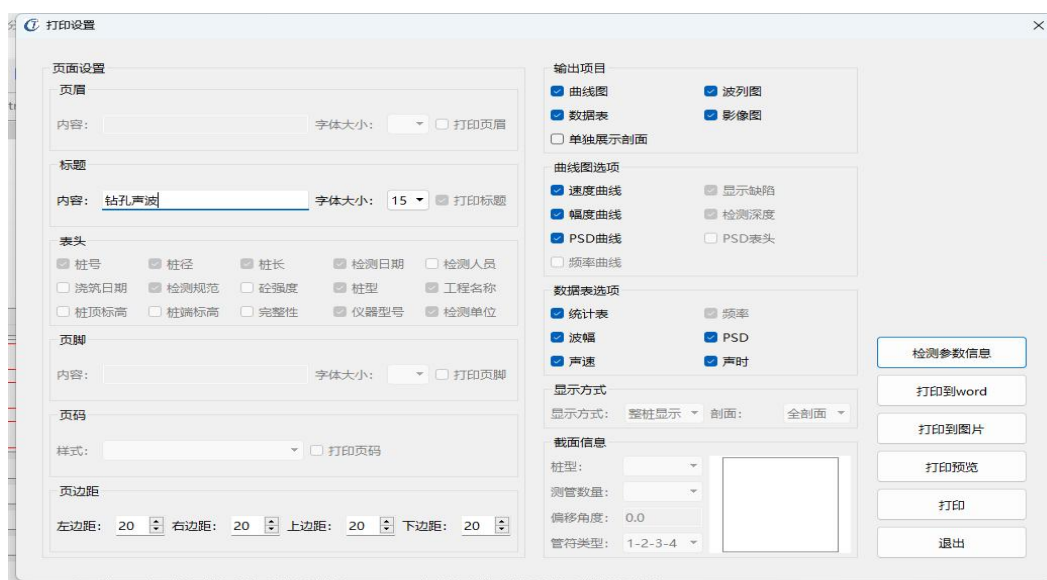 打印设置
页面设置
页眉
内容: 字体大小: 打印页眉
标题
内容: 钻孔声波 字体大小: 15 打印标题
表头
桩号 桩径 桩长 检测日期 检测人员
浇筑日期 检测规范 砼强度 桩型 工程名称
桩顶标高 桩端标高 完整性 仪器型号 检测单位
页脚
内容: 字体大小: 打印页脚
页码
样式: 打印页码
页边距
左边距: 20 右边距: 20 上边距: 20 下边距: 20
输出项目
曲线图 波列图
数据表 影像图
单独展示剖面
曲线图选项
速度曲线 显示缺陷
幅度曲线 检测深度
PSD曲线 PSD表头
频率曲线
数据表选项
统计表 频率
波幅 PSD
声速 声时
显示方式
显示方式: 整桩显示 剖面: 全剖面
截面信息
桩型:
测管数量:
偏移角度: 0.0
管符类型: 1-2-3-4
检测参数信息
打印到word
打印到图片
打印预览
打印
退出